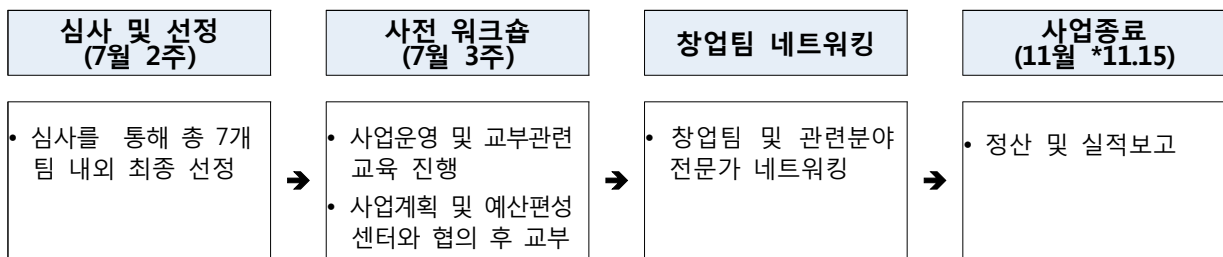 심사 및 선정
(7월 2주)
사전 워크숍
(7월 3주)
창업팀 네트워킹
사업종료
(11월 *11.15)
• 심사를 통해 총 7개
팀 내외 최종 선정
➔
• 사업운영 및 교부관련
교육 진행
• 사업계획 및 예산편성
센터와 협의 후 교부
➔
• 창업팀 및 관련분야
전문가 네트워킹
➔
• 정산 및 실적보고